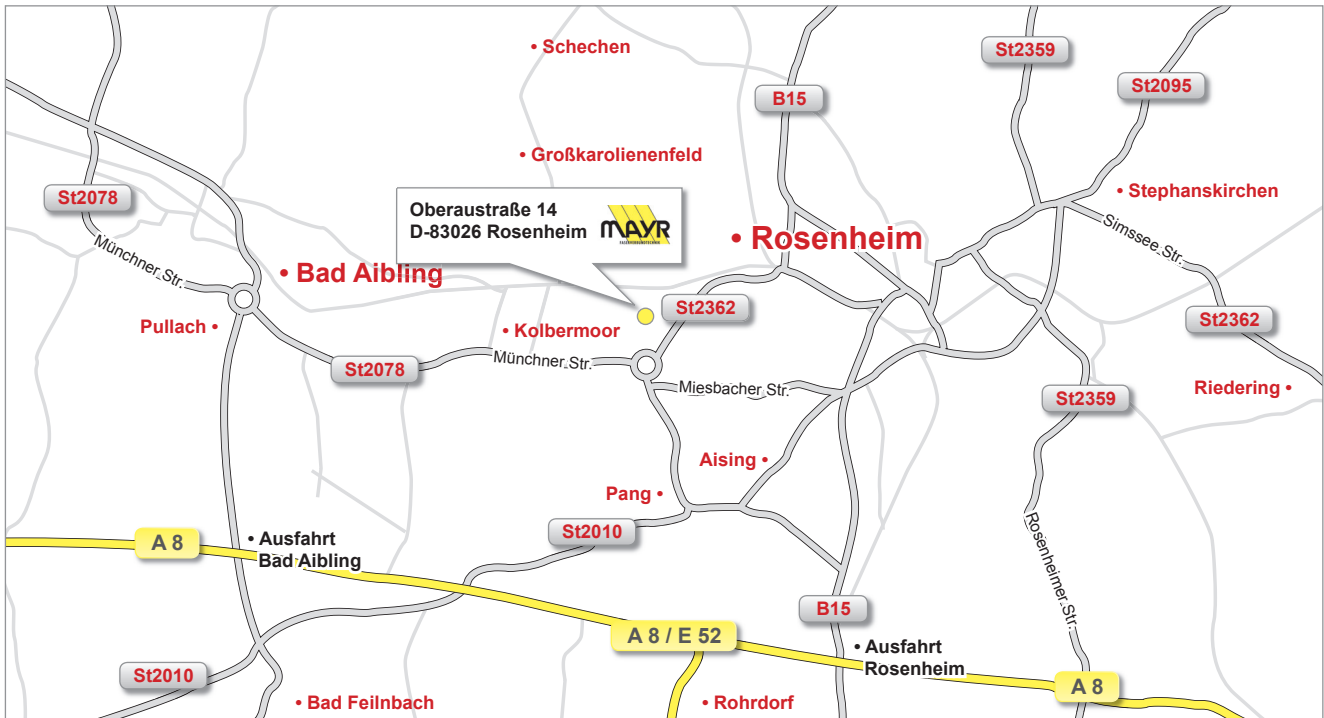 • Schechen
St2359
St2095
B15
• Großkarolienenfeld
St2078
• Stephanskirchen
Oberaustraße 14
D-83026 Rosenheim
MAYR
Simssee Str.
• Rosenheim
Münchner Str.
• Bad Aibling
St2362
Pullach •
• Kolbermoor
St2362
Münchner Str.
St2078
Miesbacher Str.
Riedering •
St2359
Aising •
Pang •
St2010
Rosenheimer Str.
A 8
• Ausfahrt
Bad Aibling
B15
A 8 / E 52
• Ausfahrt
Rosenheim
St2010
A 8
• Bad Feilnbach
• Rohrdorf